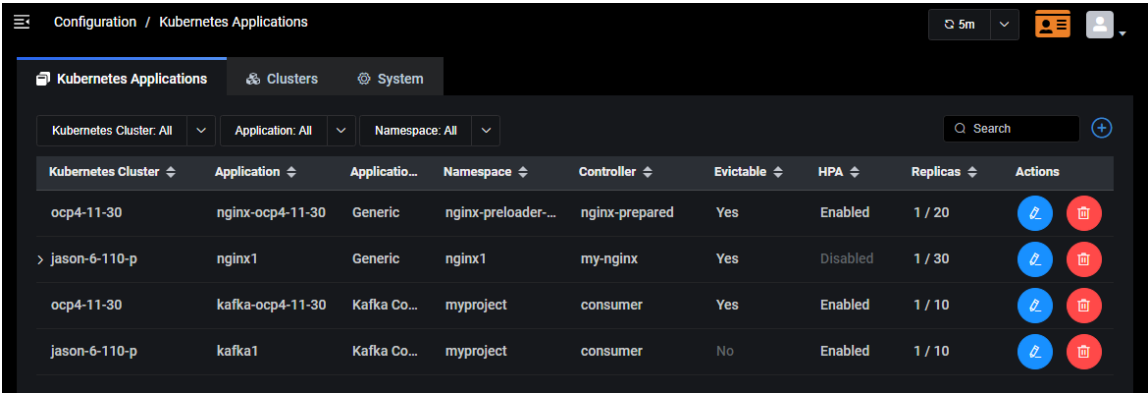 Configuration / Kubernetes Applications
5m
Kubernetes Applications
Clusters
System
Kubernetes Cluster: All
Application: All
Namespace: All
Search
Kubernetes Cluster Application Applicatio... Namespace Controller Evictable HPA Replicas Actions
ocp4-11-30 nginx-ocp4-11-30 Generic nginx-preloader-... nginx-prepared Yes Enabled 1 / 20
jason-6-110-p nginx1 Generic nginx1 my-nginx Yes Disabled 1 / 30
ocp4-11-30 kafka-ocp4-11-30 Kafka Co... myproject consumer Yes Enabled 1 / 10
jason-6-110-p kafka1 Kafka Co... myproject consumer No Enabled 1 / 10